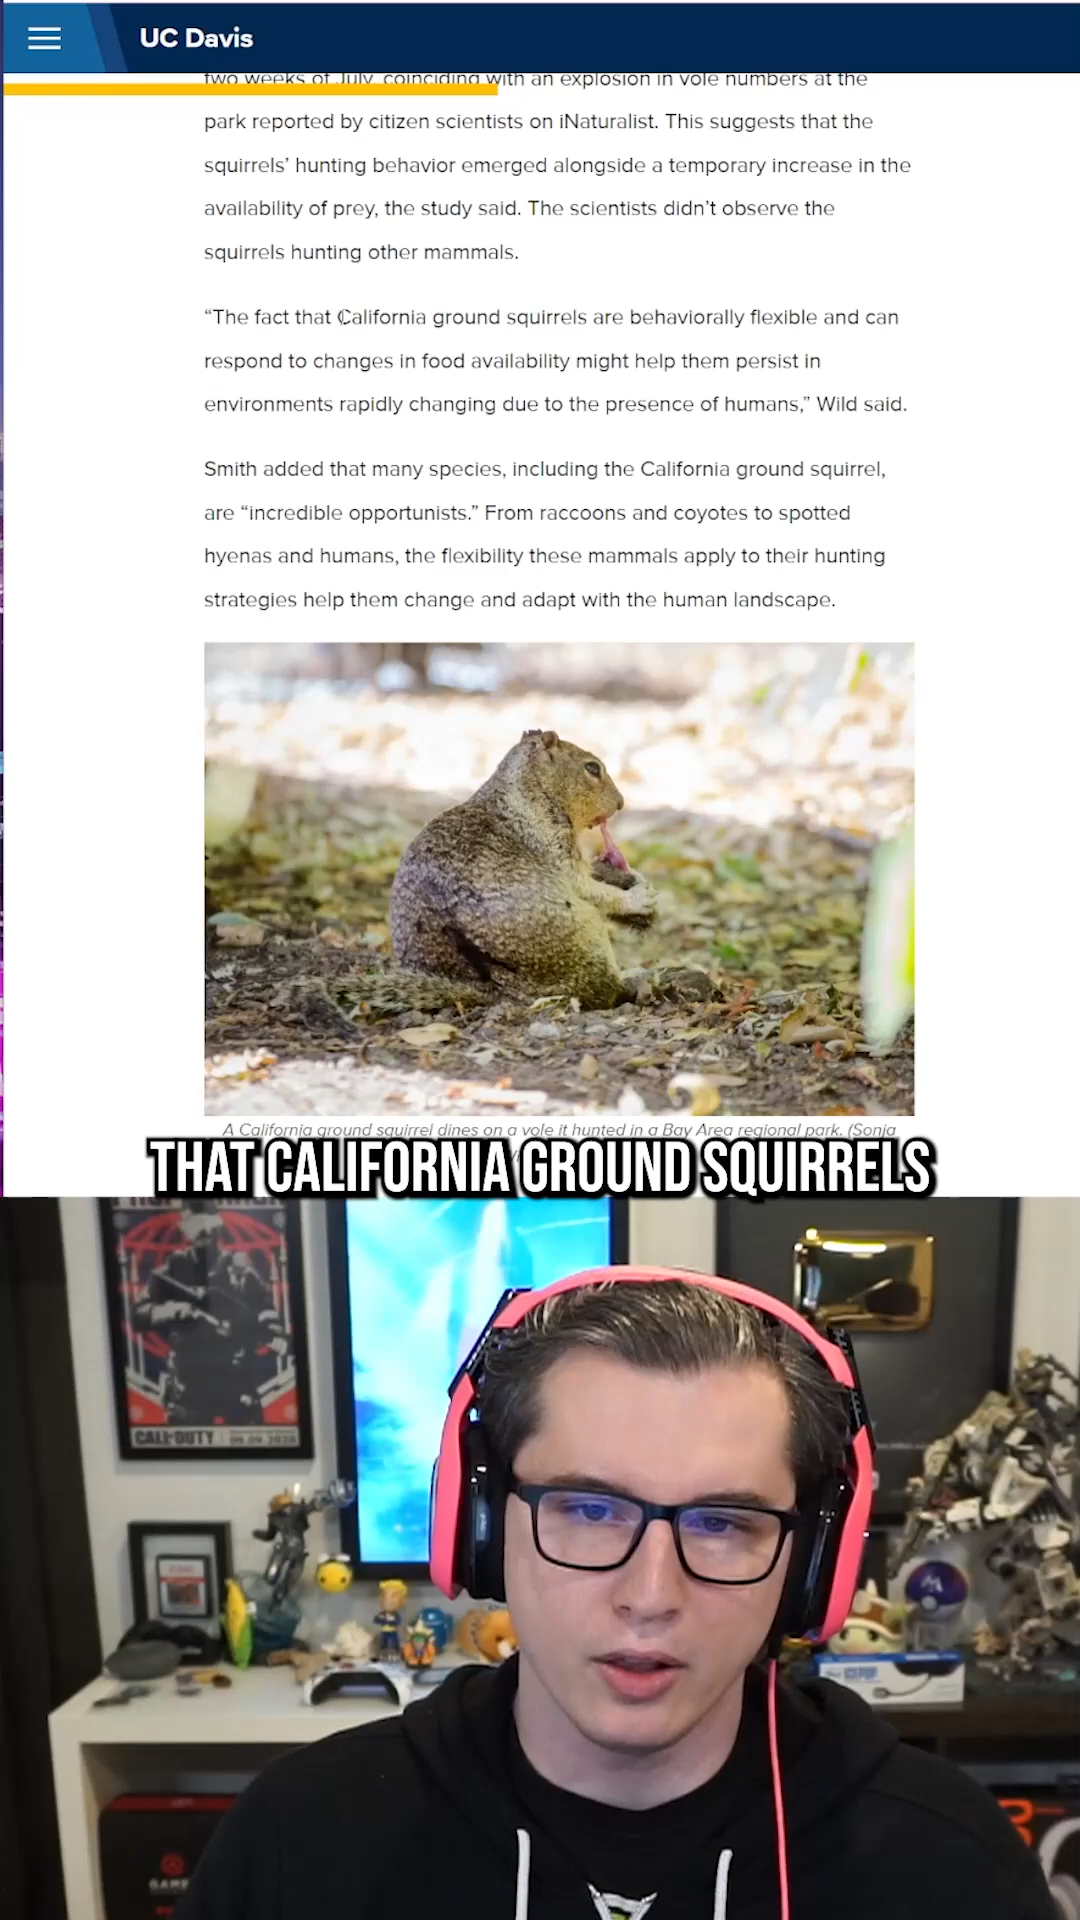 UC Davis
two weeks of July, coinciding with an explosion in vole numbers at the
park reported by citizen scientists on iNaturalist. This suggests that the
squirrels’ hunting behavior emerged alongside a temporary increase in the
availability of prey, the study said. The scientists didn’t observe the
squirrels hunting other mammals.
“The fact that California ground squirrels are behaviorally flexible and can
respond to changes in food availability might help them persist in
environments rapidly changing due to the presence of humans,” Wild said.
Smith added that many species, including the California ground squirrel,
are “incredible opportunists.” From raccoons and coyotes to spotted
hyenas and humans, the flexibility these mammals apply to their hunting
strategies help them change and adapt with the human landscape.
A California ground squirrel dines on a vole it hunted in a Bay Area regional park. (Sonja
THAT CALIFORNIA GROUND SQUIRRELS
CALL OF DUTY
ICEPOP
GAME